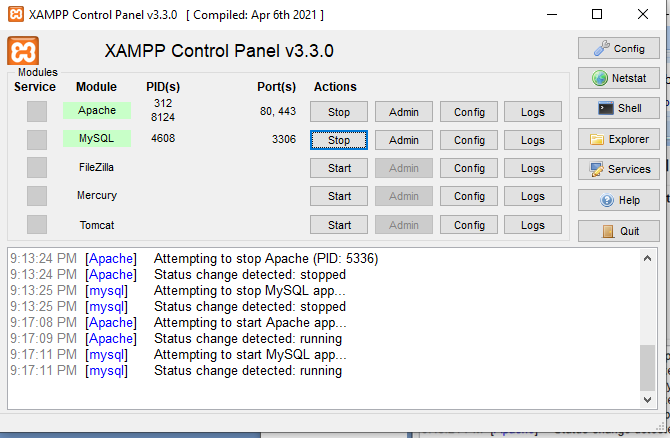 XAMPP Control Panel v3.3.0 [ Compiled: Apr 6th 2021 ]
XAMPP Control Panel v3.3.0
Config
Modules
Service Module PID(s) Port(s) Actions
Netstat
Apache 312 8124 80, 443 Stop Admin Config Logs
Shell
MySQL 4608 3306 Stop Admin Config Logs
Explorer
FileZilla Start Admin Config Logs
Services
Mercury Start Admin Config Logs
Help
Tomcat Start Admin Config Logs
Quit
9:13:24 PM [Apache] Attempting to stop Apache (PID: 5336)
9:13:24 PM [Apache] Status change detected: stopped
9:13:25 PM [mysql] Attempting to stop MySQL app...
9:13:25 PM [mysql] Status change detected: stopped
9:17:08 PM [Apache] Attempting to start Apache app...
9:17:09 PM [Apache] Status change detected: running
9:17:11 PM [mysql] Attempting to start MySQL app...
9:17:11 PM [mysql] Status change detected: running